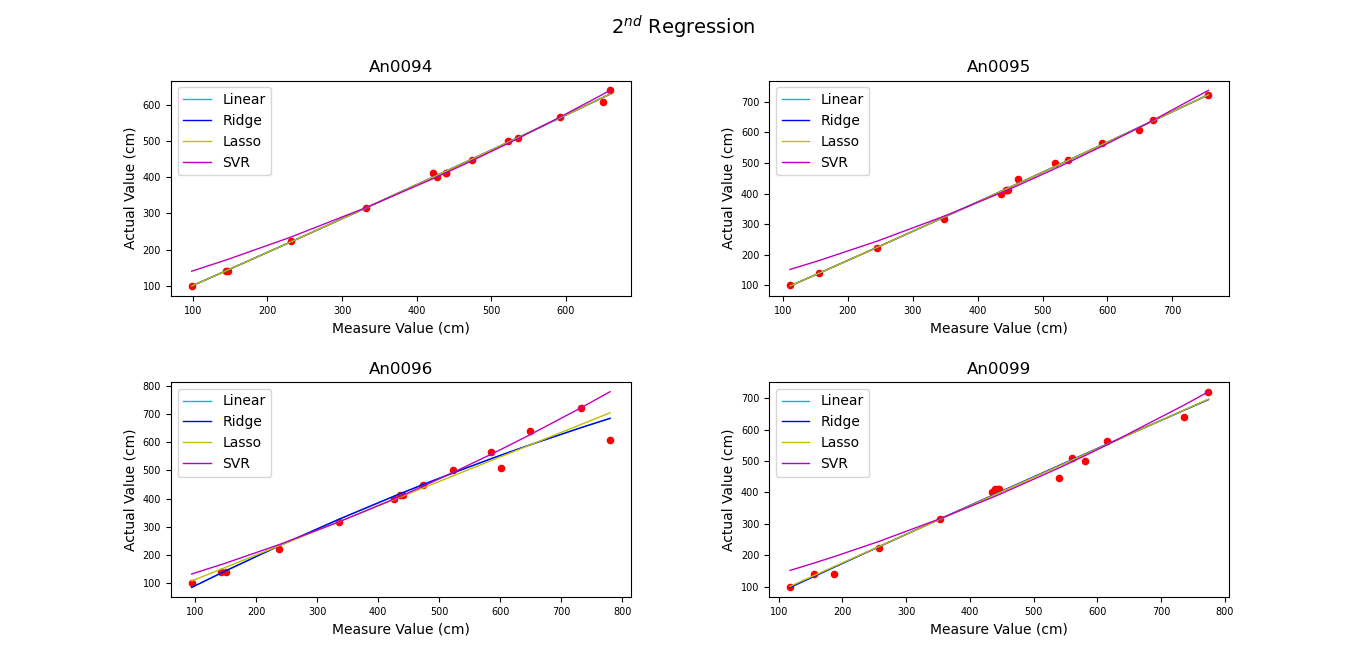 2^nd Regression
An0094
Linear
Ridge
Lasso
SVR
Actual Value (cm)
600
500
400
300
200
100
100 200 300 400 500 600
Measure Value (cm)
An0095
Linear
Ridge
Lasso
SVR
Actual Value (cm)
700
600
500
400
300
200
100
100 200 300 400 500 600 700
Measure Value (cm)
An0096
Linear
Ridge
Lasso
SVR
Actual Value (cm)
800
700
600
500
400
300
200
100
100 200 300 400 500 600 700 800
Measure Value (cm)
An0099
Linear
Ridge
Lasso
SVR
Actual Value (cm)
700
600
500
400
300
200
100
100 200 300 400 500 600 700 800
Measure Value (cm)